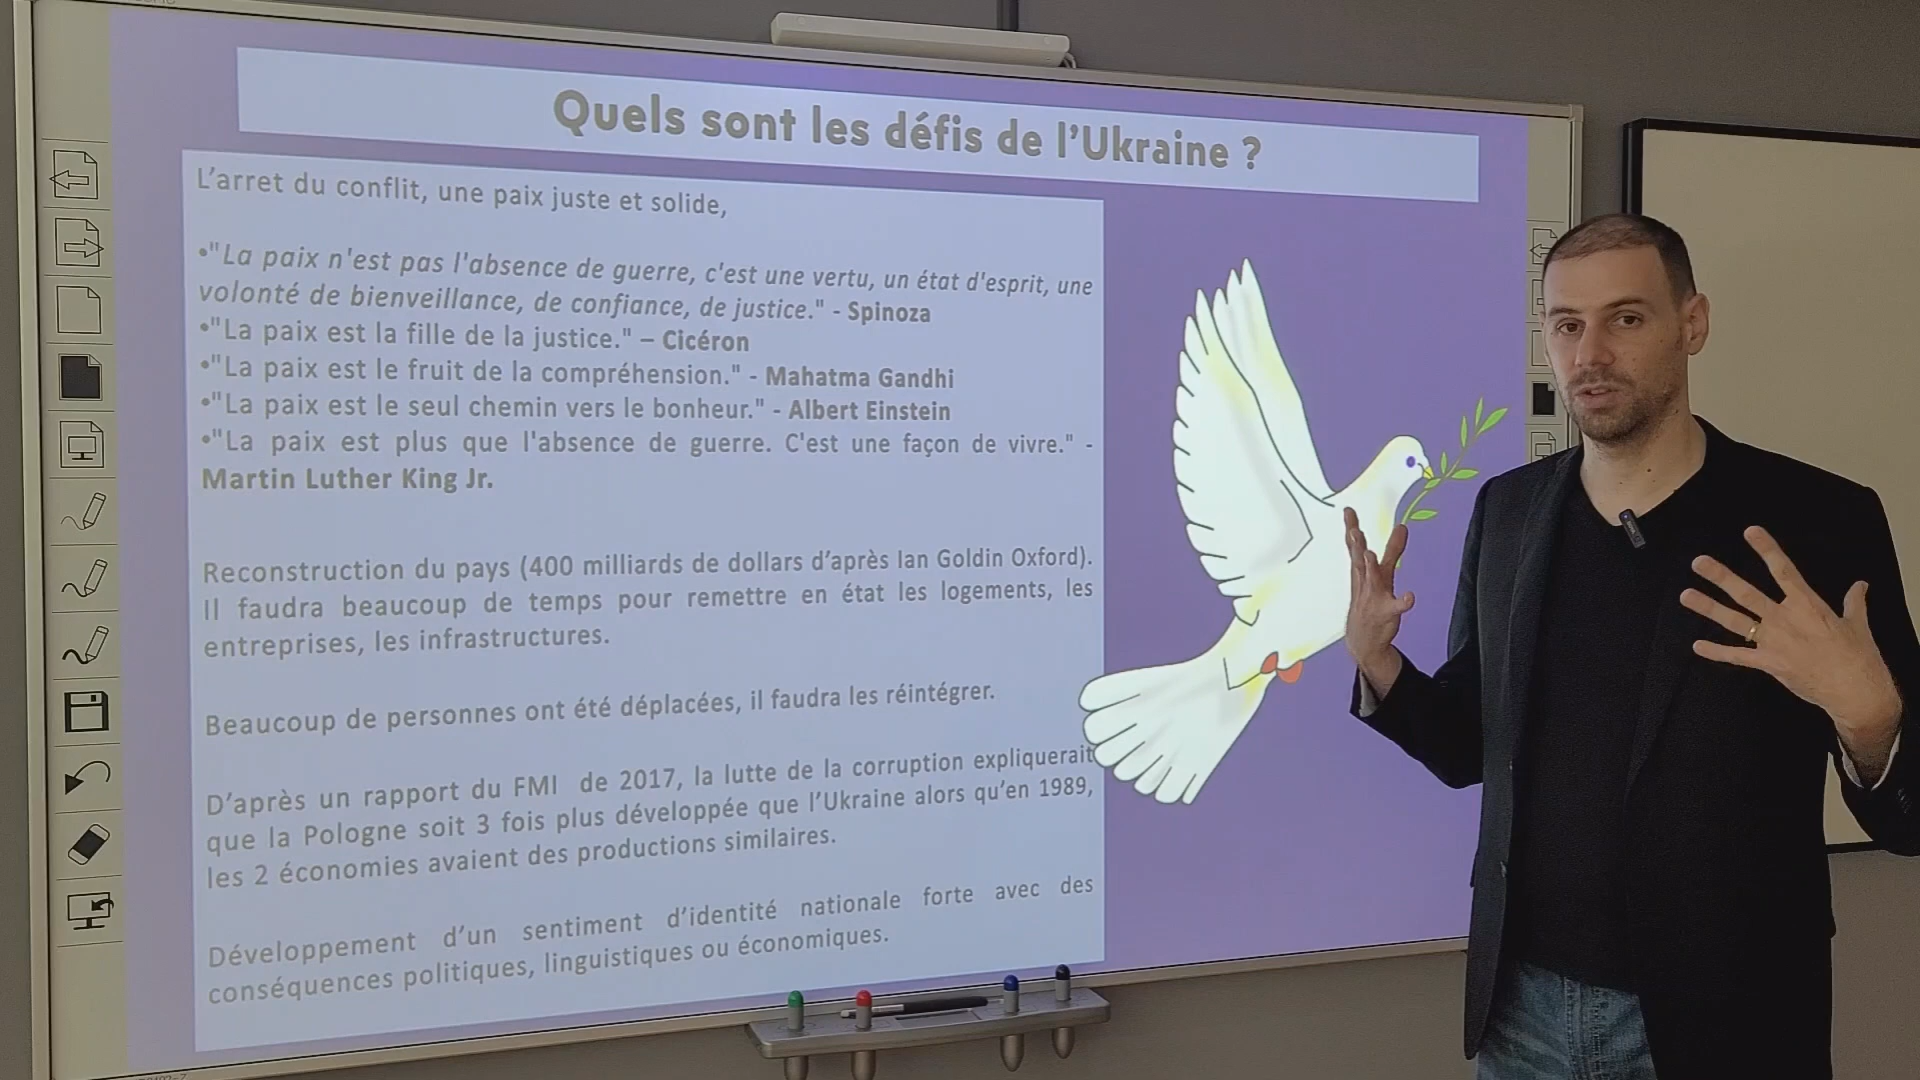 Quels sont les défis de l'Ukraine ?
L'arret du conflit, une paix juste et solide,
•"La paix n'est pas l'absence de guerre, c'est une vertu, un état d'esprit, une
volonté de bienveillance, de confiance, de justice." - Spinoza
•"La paix est la fille de la justice." – Cicéron
•"La paix est le fruit de la compréhension." - Mahatma Gandhi
•"La paix est le seul chemin vers le bonheur." - Albert Einstein
•"La paix est plus que l'absence de guerre. C'est une façon de vivre." -
Martin Luther King Jr.
Reconstruction du pays (400 milliards de dollars d'après Ian Goldin Oxford).
Il faudra beaucoup de temps pour remettre en état les logements, les
entreprises, les infrastructures.
Beaucoup de personnes ont été déplacées, il faudra les réintégrer.
D'après un rapport du FMI de 2017, la lutte de la corruption expliquerait
que la Pologne soit 3 fois plus développée que l'Ukraine alors qu'en 1989,
les 2 économies avaient des productions similaires.
Développement d'un sentiment d'identité nationale forte avec des
conséquences politiques, linguistiques ou économiques.